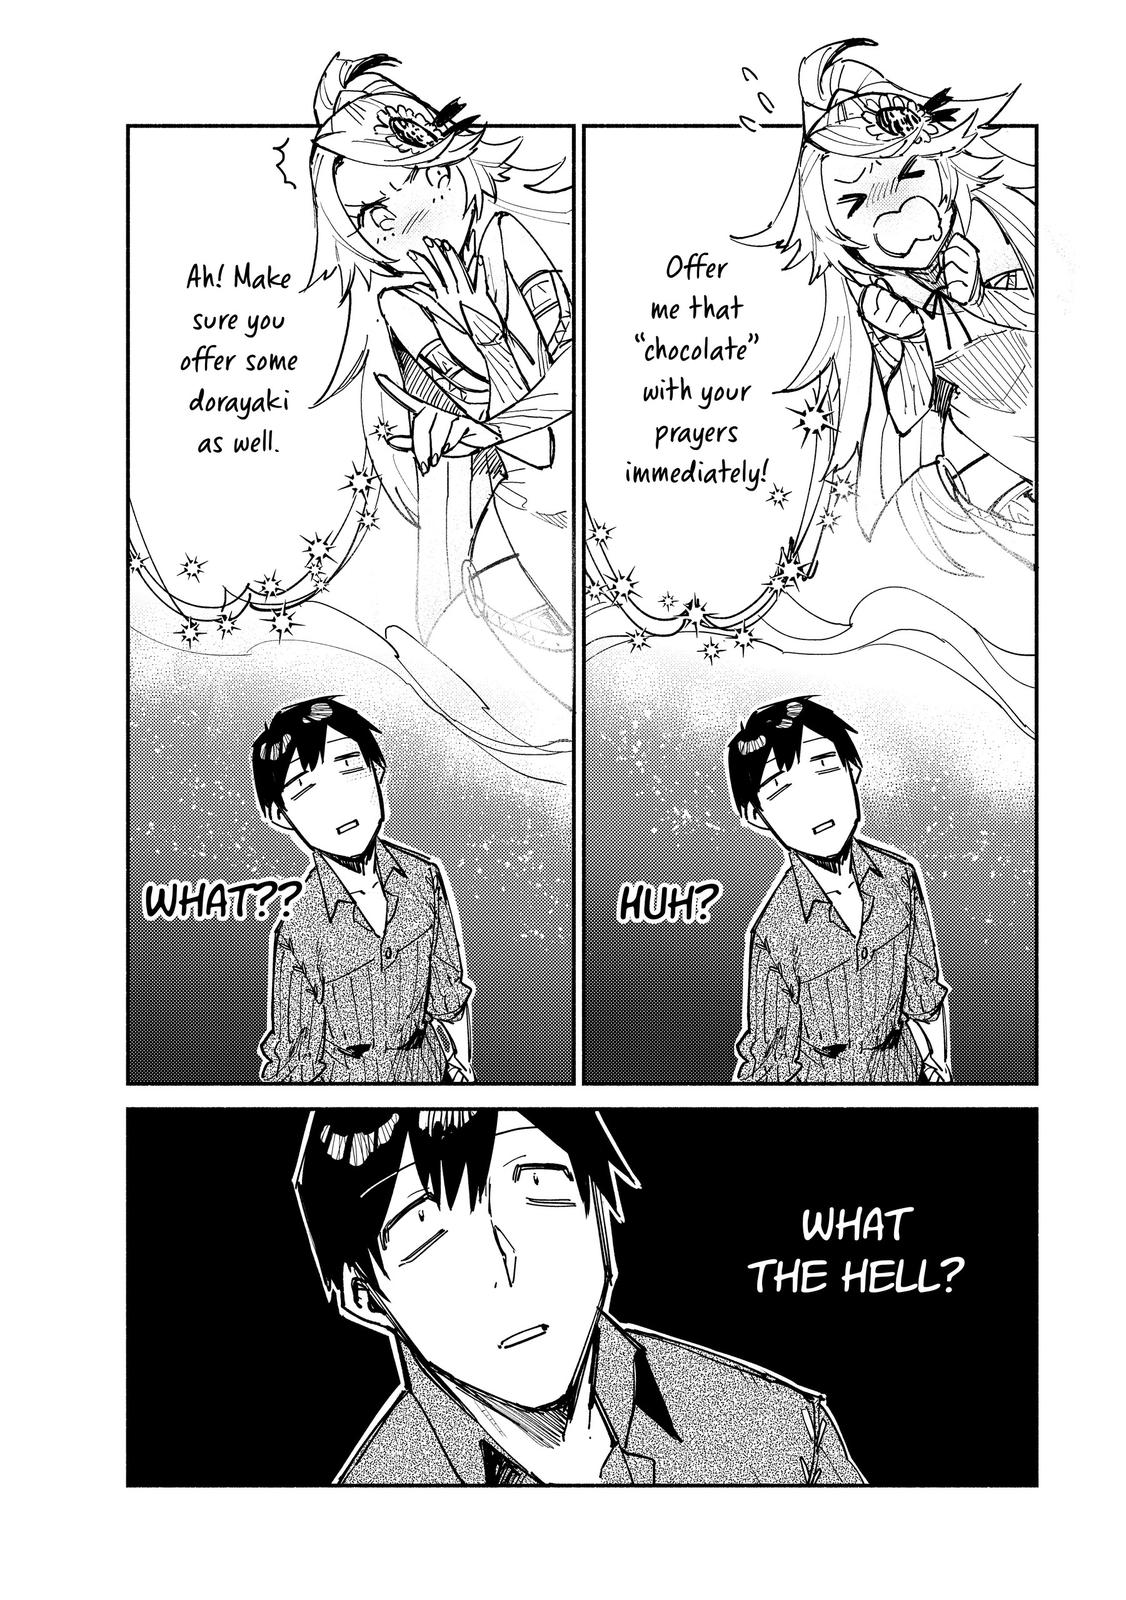 Offer
me that
“chocolate”
with your
prayers
immediately!
HUH?
Ah! Make
sure you
offer some
dorayaki
as well.
WHAT??
WHAT
THE HELL?